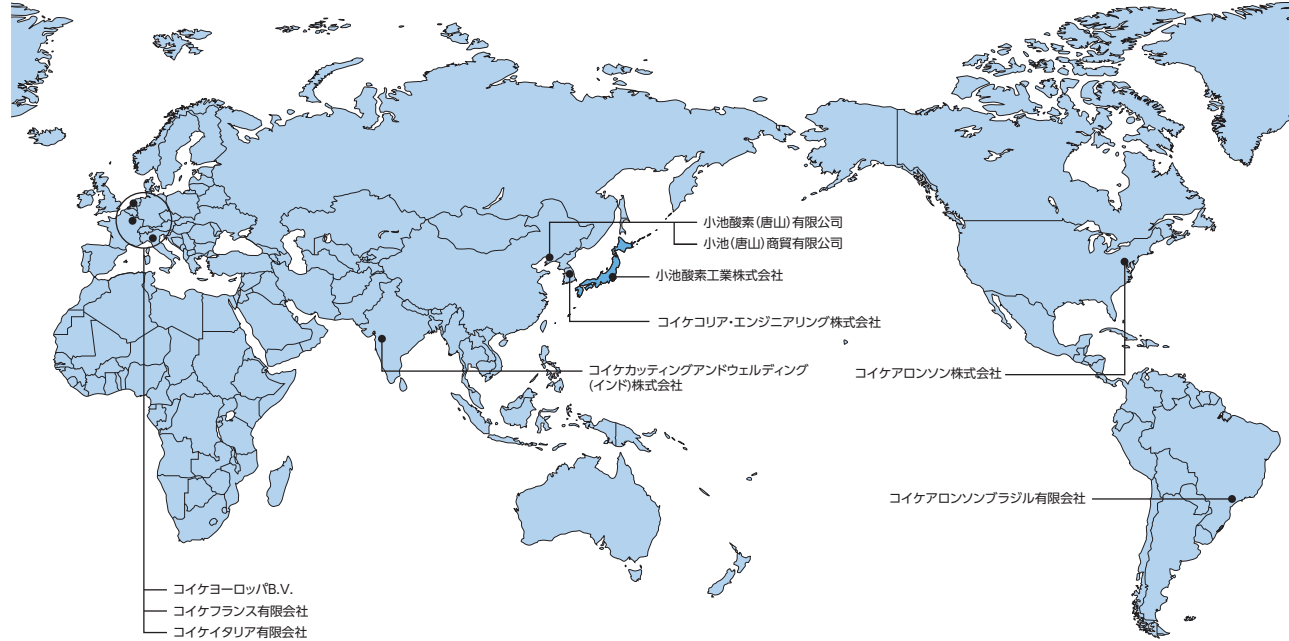 小池酸素(唐山)有限公司
小池(唐山)商貿有限公司
小池酸素工業株式会社
コイケコリア・エンジニアリング株式会社
コイケカッティングアンドウェルディング
(インド)株式会社
コイケアロンソン株式会社
コイケアロンソンブラジル有限会社
コイケヨーロッパB.V.
コイケフランス有限会社
コイケイタリア有限会社